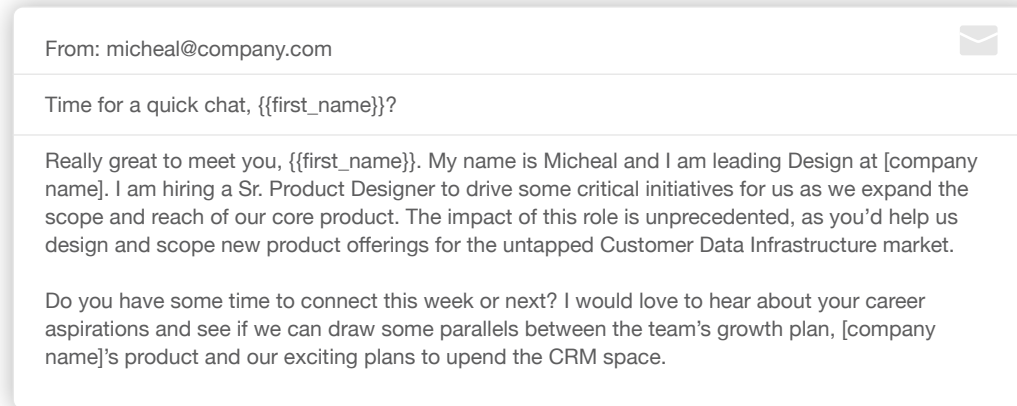 From: micheal@company.com
Time for a quick chat, {{first_name}}?
Really great to meet you, {{first_name}}. My name is Micheal and I am leading Design at [company
name]. I am hiring a Sr. Product Designer to drive some critical initiatives for us as we expand the
scope and reach of our core product. The impact of this role is unprecedented, as you’d help us
design and scope new product offerings for the untapped Customer Data Infrastructure market.
Do you have some time to connect this week or next? I would love to hear about your career
aspirations and see if we can draw some parallels between the team’s growth plan, [company
name]’s product and our exciting plans to upend the CRM space.